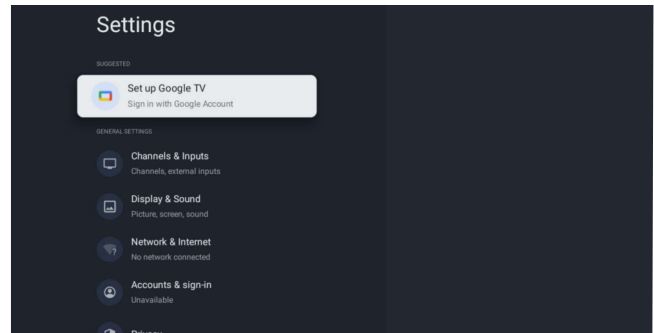 Settings
SUGGESTED
Set up Google TV
Sign in with Google Account
GENERAL SETTINGS
Channels & Inputs
Channels, external inputs
Display & Sound
Picture, screen, sound
Network & Internet
No network connected
Accounts & sign-in
Unavailable